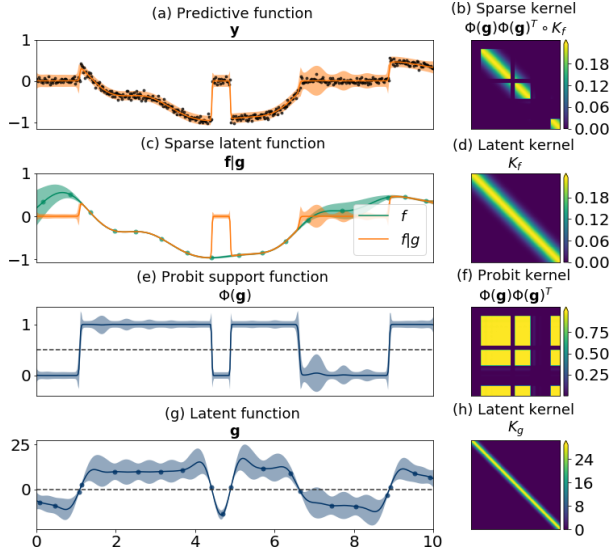 (a) Predictive function
y
0
−1
(b) Sparse kernel
Φ(g)Φ(g)^T ∘ K_f
0.18
0.12
0.06
0.00
(c) Sparse latent function
f|g
1
0
−1
f
f|g
(d) Latent kernel
K_f
0.18
0.12
0.06
0.00
(e) Probit support function
Φ(g)
1
0
(f) Probit kernel
Φ(g)Φ(g)^T
0.75
0.50
0.25
(g) Latent function
g
25
0
0 2 4 6 8 10
(h) Latent kernel
K_g
24
16
8
0